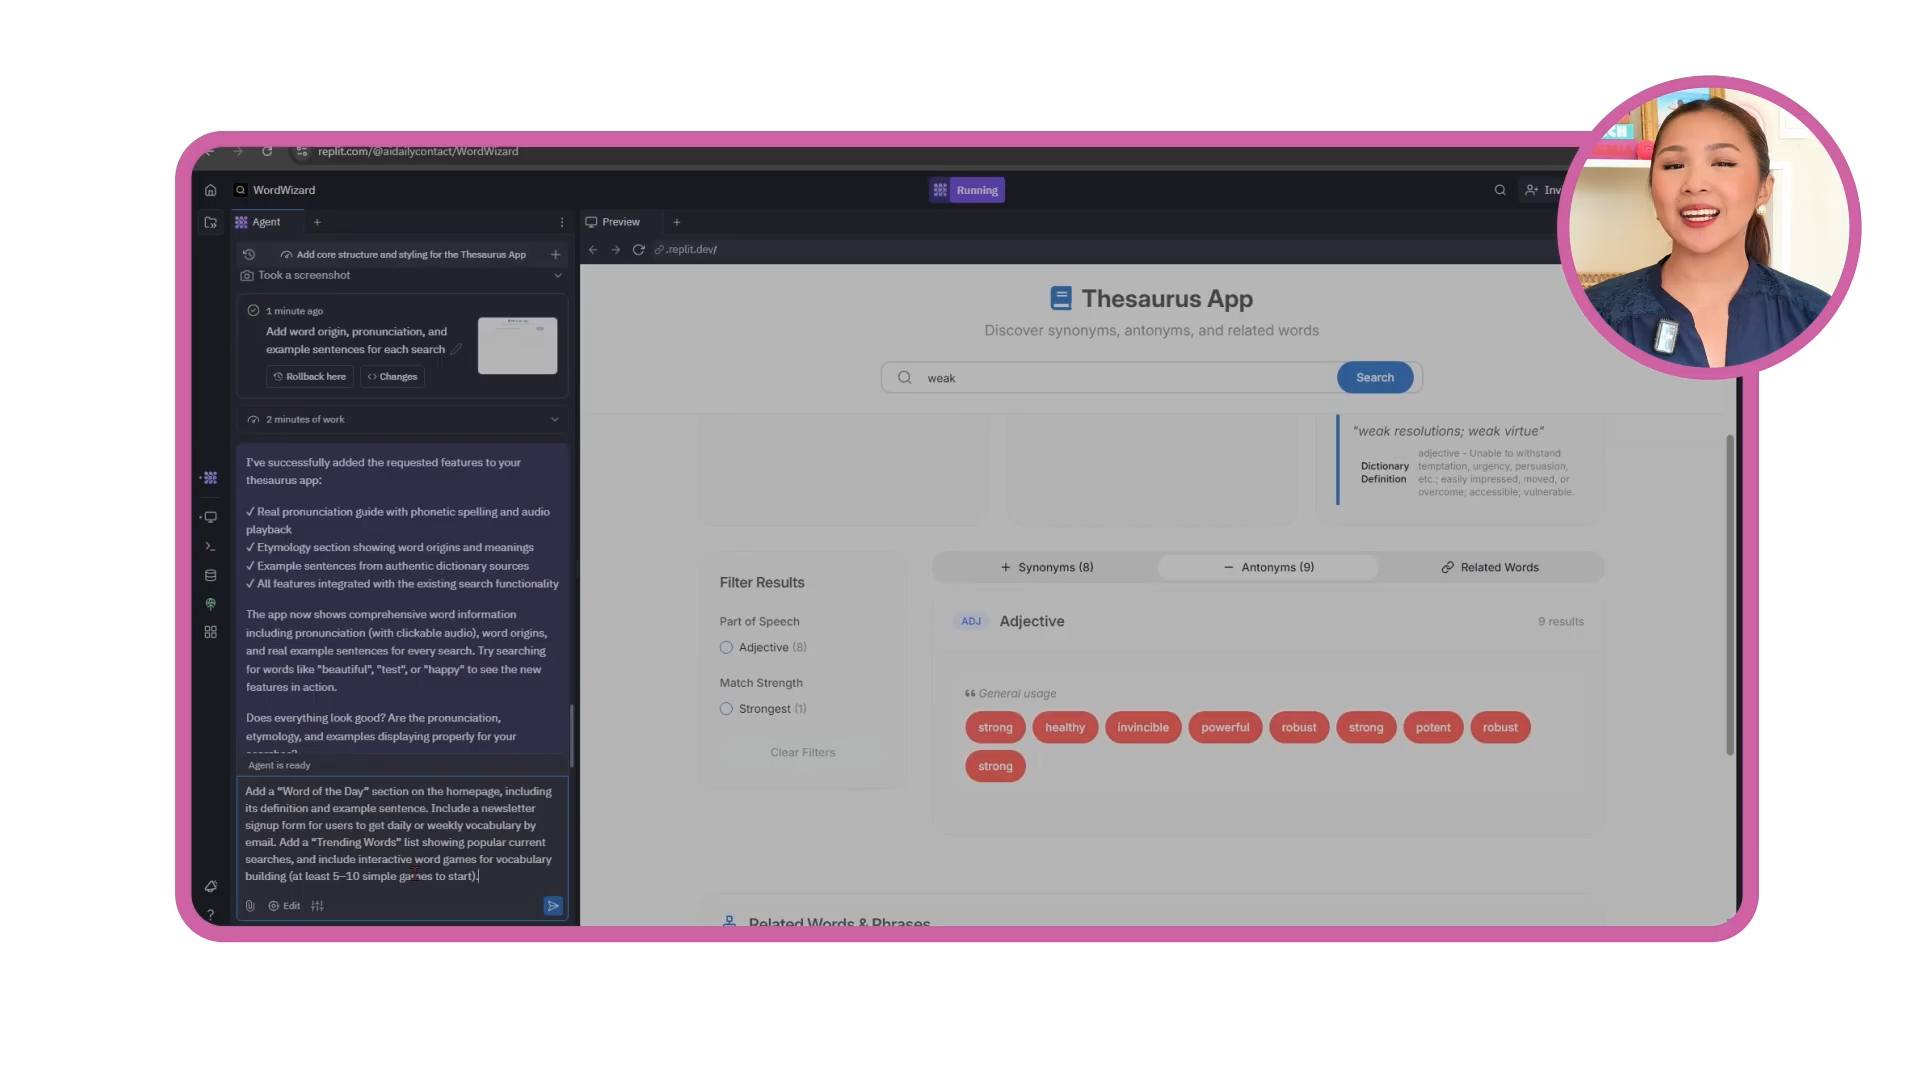 replit.com/@aidailycontact/WordWizard
WordWizard
Running
Agent
Preview
.replit.dev/
Add core structure and styling for the Thesaurus App
Took a screenshot
1 minute ago
Add word origin, pronunciation, and
example sentences for each search
Rollback here
Changes
2 minutes of work
I've successfully added the requested features to your
thesaurus app:
✓ Real pronunciation guide with phonetic spelling and audio
playback
✓ Etymology section showing word origins and meanings
✓ Example sentences from authentic dictionary sources
✓ All features integrated with the existing search functionality
The app now shows comprehensive word information
including pronunciation (with clickable audio), word origins,
and real example sentences for every search. Try searching
for words like "beautiful", "test", or "happy" to see the new
features in action.
Does everything look good? Are the pronunciation,
etymology, and examples displaying properly for your
Agent is ready
Add a “Word of the Day” section on the homepage, including
its definition and example sentence. Include a newsletter
signup form for users to get daily or weekly vocabulary by
email. Add a “Trending Words” list showing popular current
searches, and include interactive word games for vocabulary
building (at least 5–10 simple games to start).
Edit
Thesaurus App
Discover synonyms, antonyms, and related words
weak
Search
"weak resolutions; weak virtue"
Dictionary
Definition
adjective - Unable to withstand
temptation, urgency, persuasion,
etc.; easily impressed, moved, or
overcome; accessible; vulnerable.
Filter Results
Part of Speech
Adjective (8)
Match Strength
Strongest (1)
Clear Filters
Synonyms (8)
Antonyms (9)
Related Words
ADJ
Adjective
9 results
General usage
strong healthy invincible powerful robust strong potent robust
strong
Related Words & Phrases